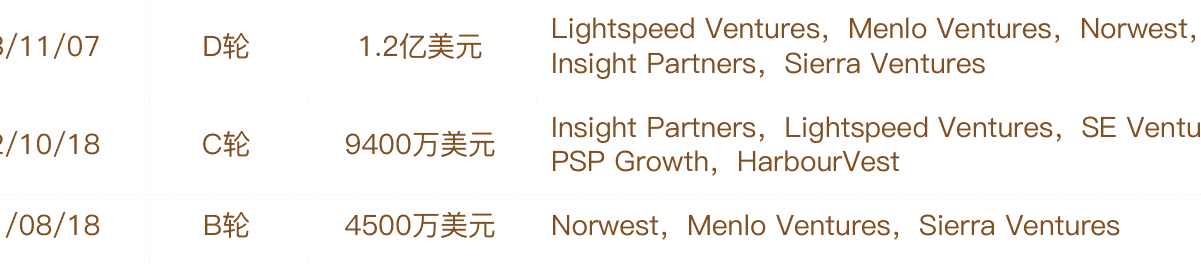 3/11/07 D轮 1.2亿美元 Lightspeed Ventures，Menlo Ventures，Norwest，
Insight Partners，Sierra Ventures
2/10/18 C轮 9400万美元 Insight Partners，Lightspeed Ventures，SE Ventu
PSP Growth，HarbourVest
/08/18 B轮 4500万美元 Norwest，Menlo Ventures，Sierra Ventures